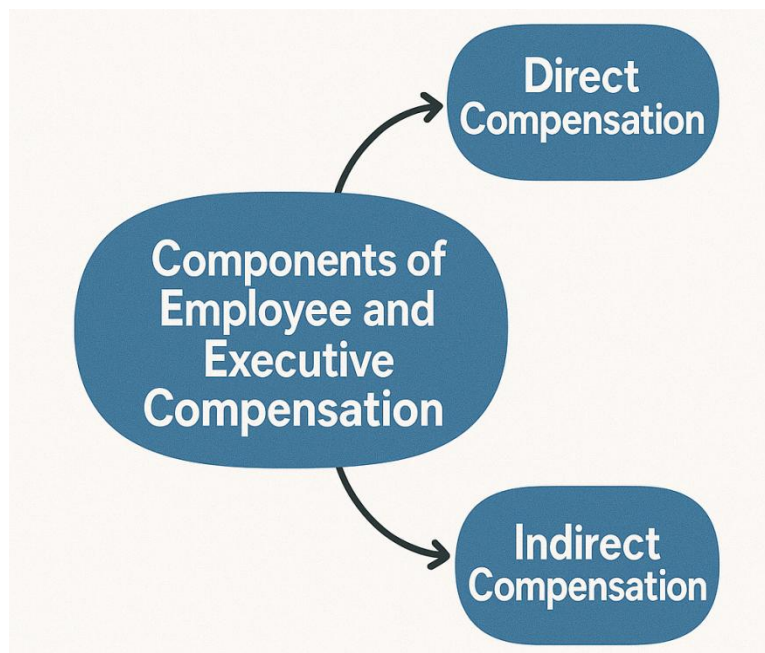 Direct
Compensation
Components of
Employee and
Executive
Compensation
Indirect
Compensation